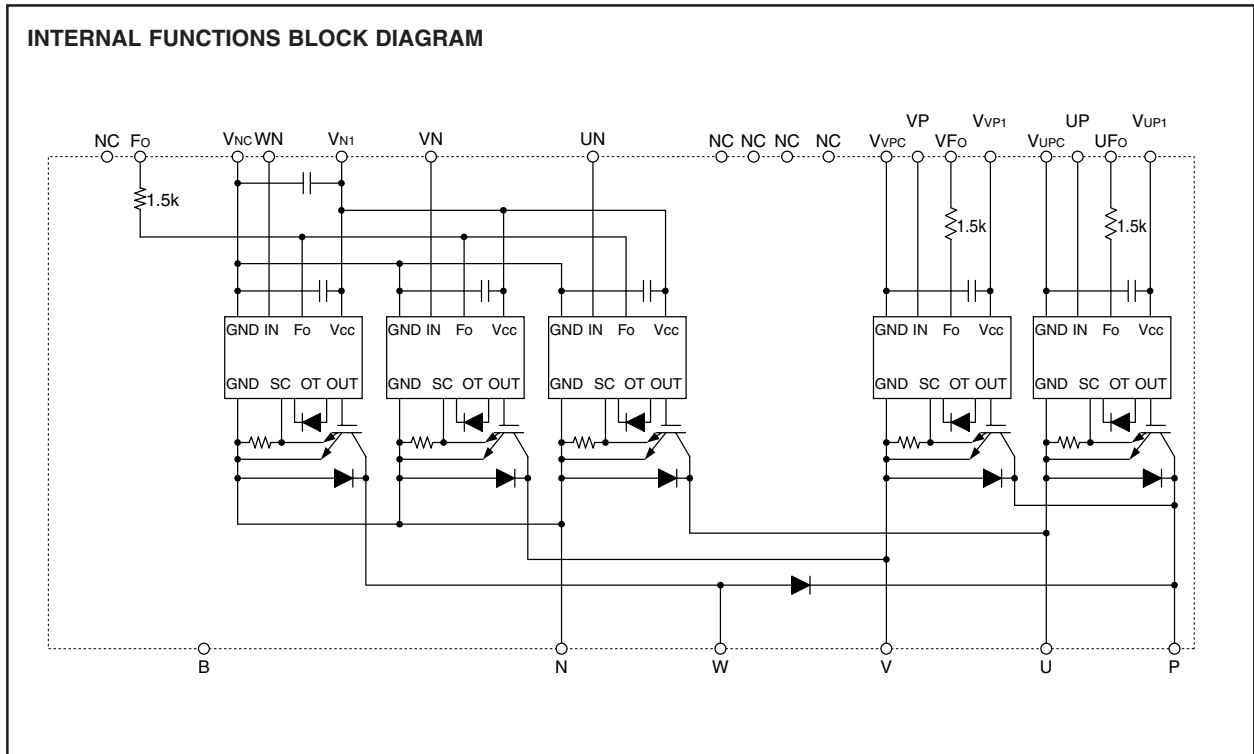 INTERNAL FUNCTIONS BLOCK DIAGRAM
VP VVP1 UP VUP1
NC FO VNC WN VN1 VN UN NC NC NC NC VVPC VFO VUPC UFO
1.5k 1.5k 1.5k
GND IN FO VCC GND IN FO VCC GND IN FO VCC GND IN FO VCC GND IN FO VCC
GND SC OT OUT GND SC OT OUT GND SC OT OUT GND SC OT OUT GND SC OT OUT
B N W V U P